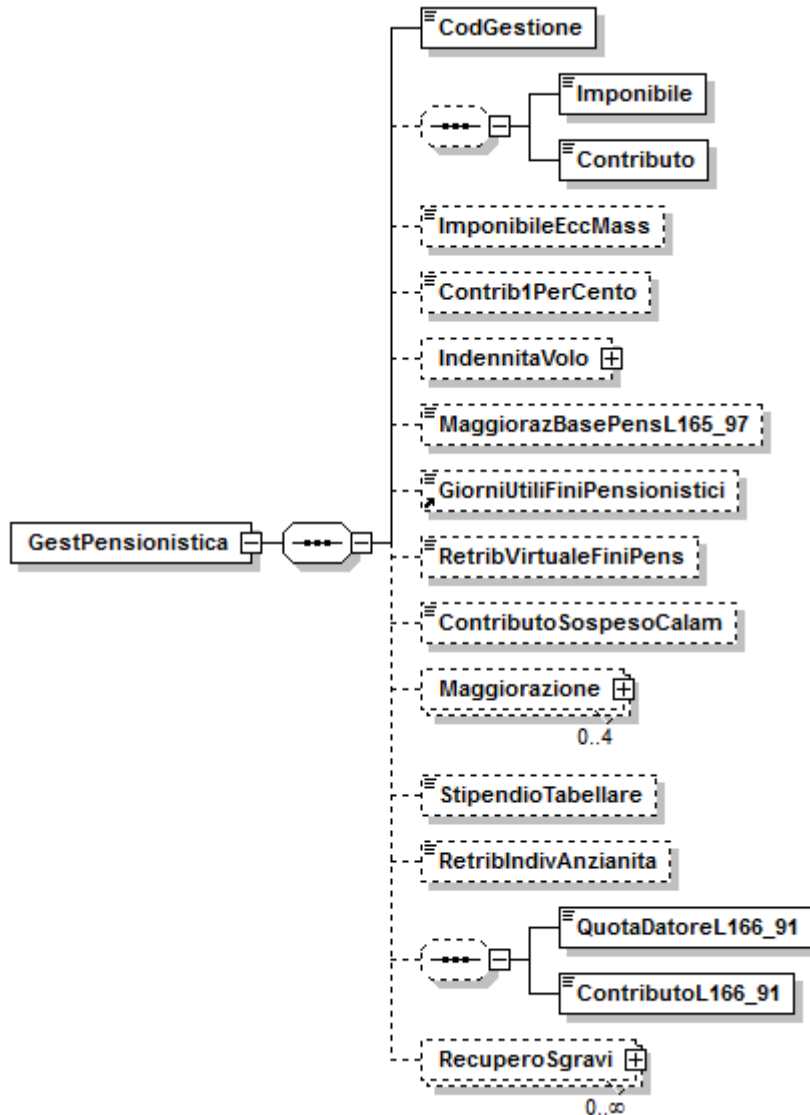 CodGestione
Imponibile
Contributo
ImponibileEccMass
Contrib1PerCento
IndennitaVolo
MaggiorazBasePensL165_97
GiorniUtiliFiniPensionistici
GestPensionistica
RetribVirtualeFiniPens
ContributoSospesoCalam
Maggiorazione
0..4
StipendioTabellare
RetribIndivAnzianita
QuotaDatoreL166_91
ContributoL166_91
RecuperoSgravi
0..∞